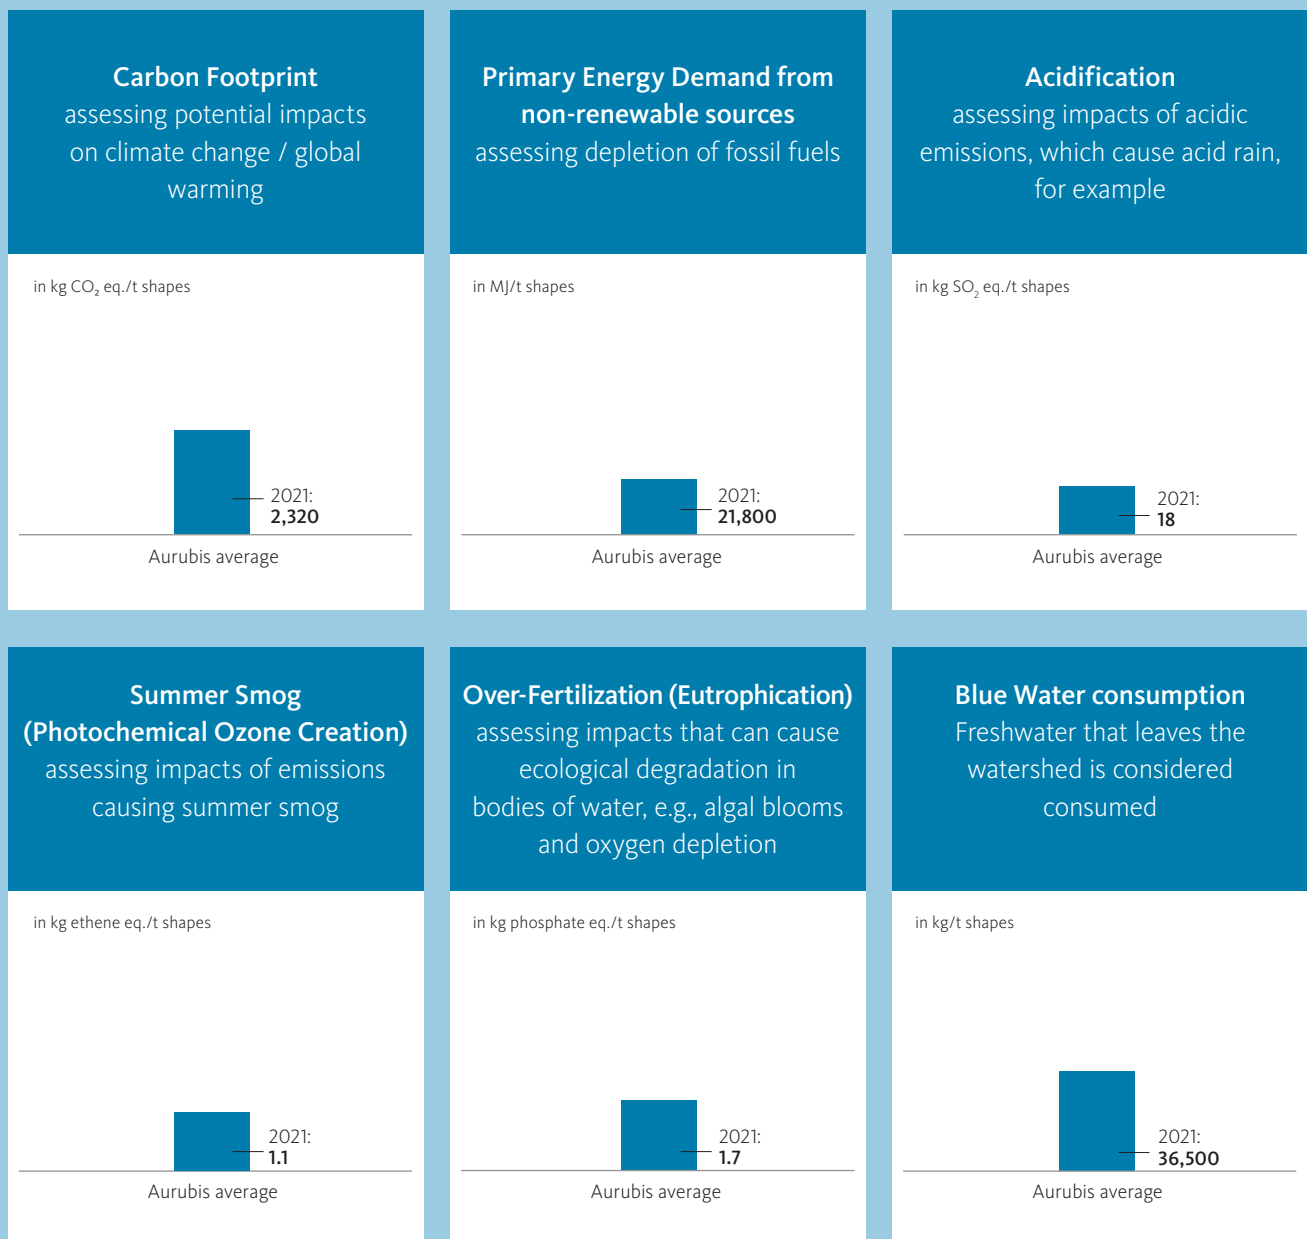 Carbon Footprint
assessing potential impacts
on climate change / global
warming
in kg CO₂ eq./t shapes
2021:
2,320
Aurubis average
Primary Energy Demand from
non-renewable sources
assessing depletion of fossil fuels
in MJ/t shapes
2021:
21,800
Aurubis average
Acidification
assessing impacts of acidic
emissions, which cause acid rain,
for example
in kg SO₂ eq./t shapes
2021:
18
Aurubis average
Summer Smog
(Photochemical Ozone Creation)
assessing impacts of emissions
causing summer smog
in kg ethene eq./t shapes
2021:
1.1
Aurubis average
Over-Fertilization (Eutrophication)
assessing impacts that can cause
ecological degradation in
bodies of water, e.g., algal blooms
and oxygen depletion
in kg phosphate eq./t shapes
2021:
1.7
Aurubis average
Blue Water consumption
Freshwater that leaves the
watershed is considered
consumed
in kg/t shapes
2021:
36,500
Aurubis average